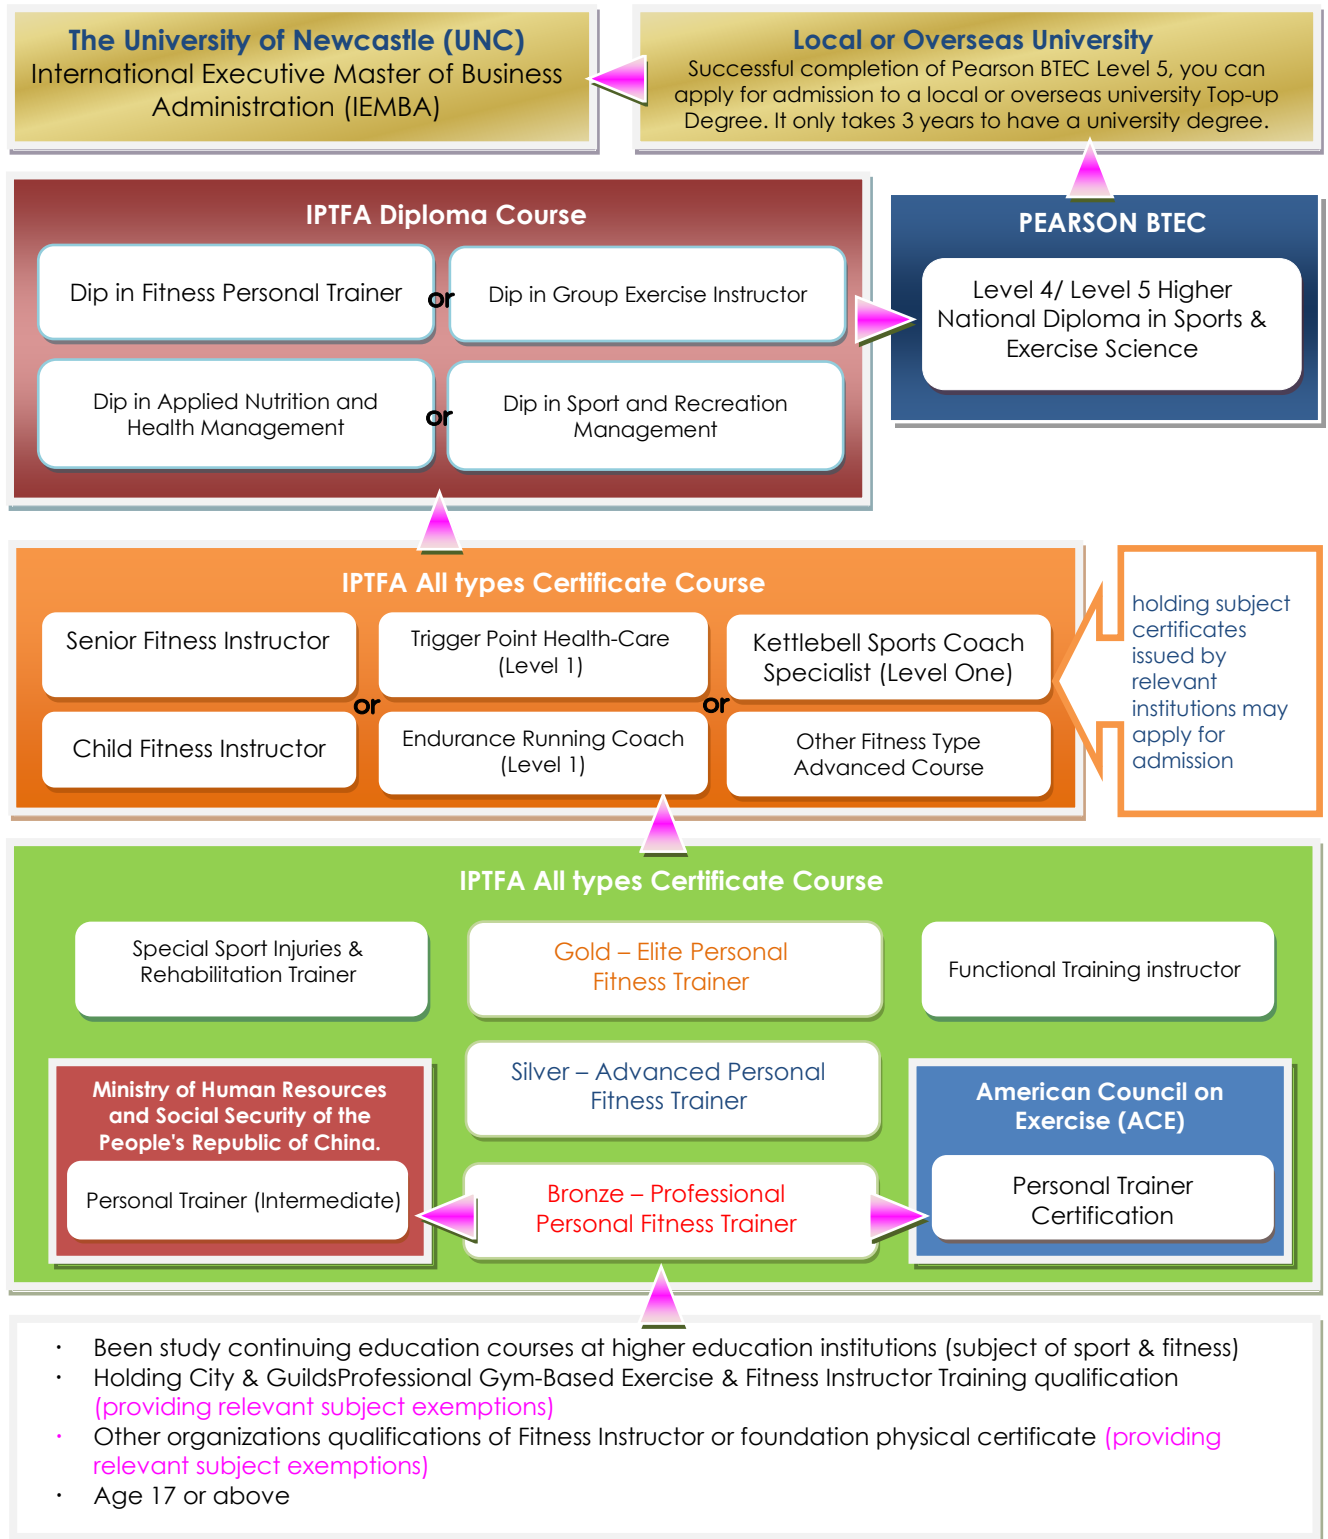 The University of Newcastle (UNC)
International Executive Master of Business
Administration (IEMBA)
Local or Overseas University
Successful completion of Pearson BTEC Level 5, you can
apply for admission to a local or overseas university Top-up
Degree. It only takes 3 years to have a university degree.
IPTFA Diploma Course
Dip in Fitness Personal Trainer
or
Dip in Group Exercise Instructor
Dip in Applied Nutrition and
Health Management
or
Dip in Sport and Recreation
Management
PEARSON BTEC
Level 4/ Level 5 Higher
National Diploma in Sports &
Exercise Science
IPTFA All types Certificate Course
Senior Fitness Instructor
Child Fitness Instructor
or
Trigger Point Health-Care
(Level 1)
Endurance Running Coach
(Level 1)
or
Kettlebell Sports Coach
Specialist (Level One)
Other Fitness Type
Advanced Course
holding subject
certificates
issued by
relevant
institutions may
apply for
admission
IPTFA All types Certificate Course
Special Sport Injuries &
Rehabilitation Trainer
Gold – Elite Personal
Fitness Trainer
Functional Training instructor
Silver – Advanced Personal
Fitness Trainer
Ministry of Human Resources
and Social Security of the
People's Republic of China.
Personal Trainer (Intermediate)
Bronze – Professional
Personal Fitness Trainer
American Council on
Exercise (ACE)
Personal Trainer
Certification
· Been study continuing education courses at higher education institutions (subject of sport & fitness)
· Holding City & GuildsProfessional Gym-Based Exercise & Fitness Instructor Training qualification
(providing relevant subject exemptions)
· Other organizations qualifications of Fitness Instructor or foundation physical certificate (providing
relevant subject exemptions)
· Age 17 or above